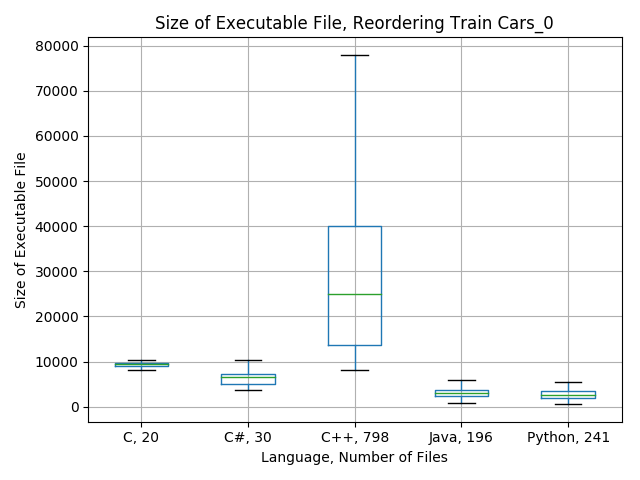 Size of Executable File, Reordering Train Cars_0
80000
70000
60000
50000
40000
30000
20000
10000
0
Size of Executable File
C, 20
C#, 30
C++, 798
Java, 196
Python, 241
Language, Number of Files